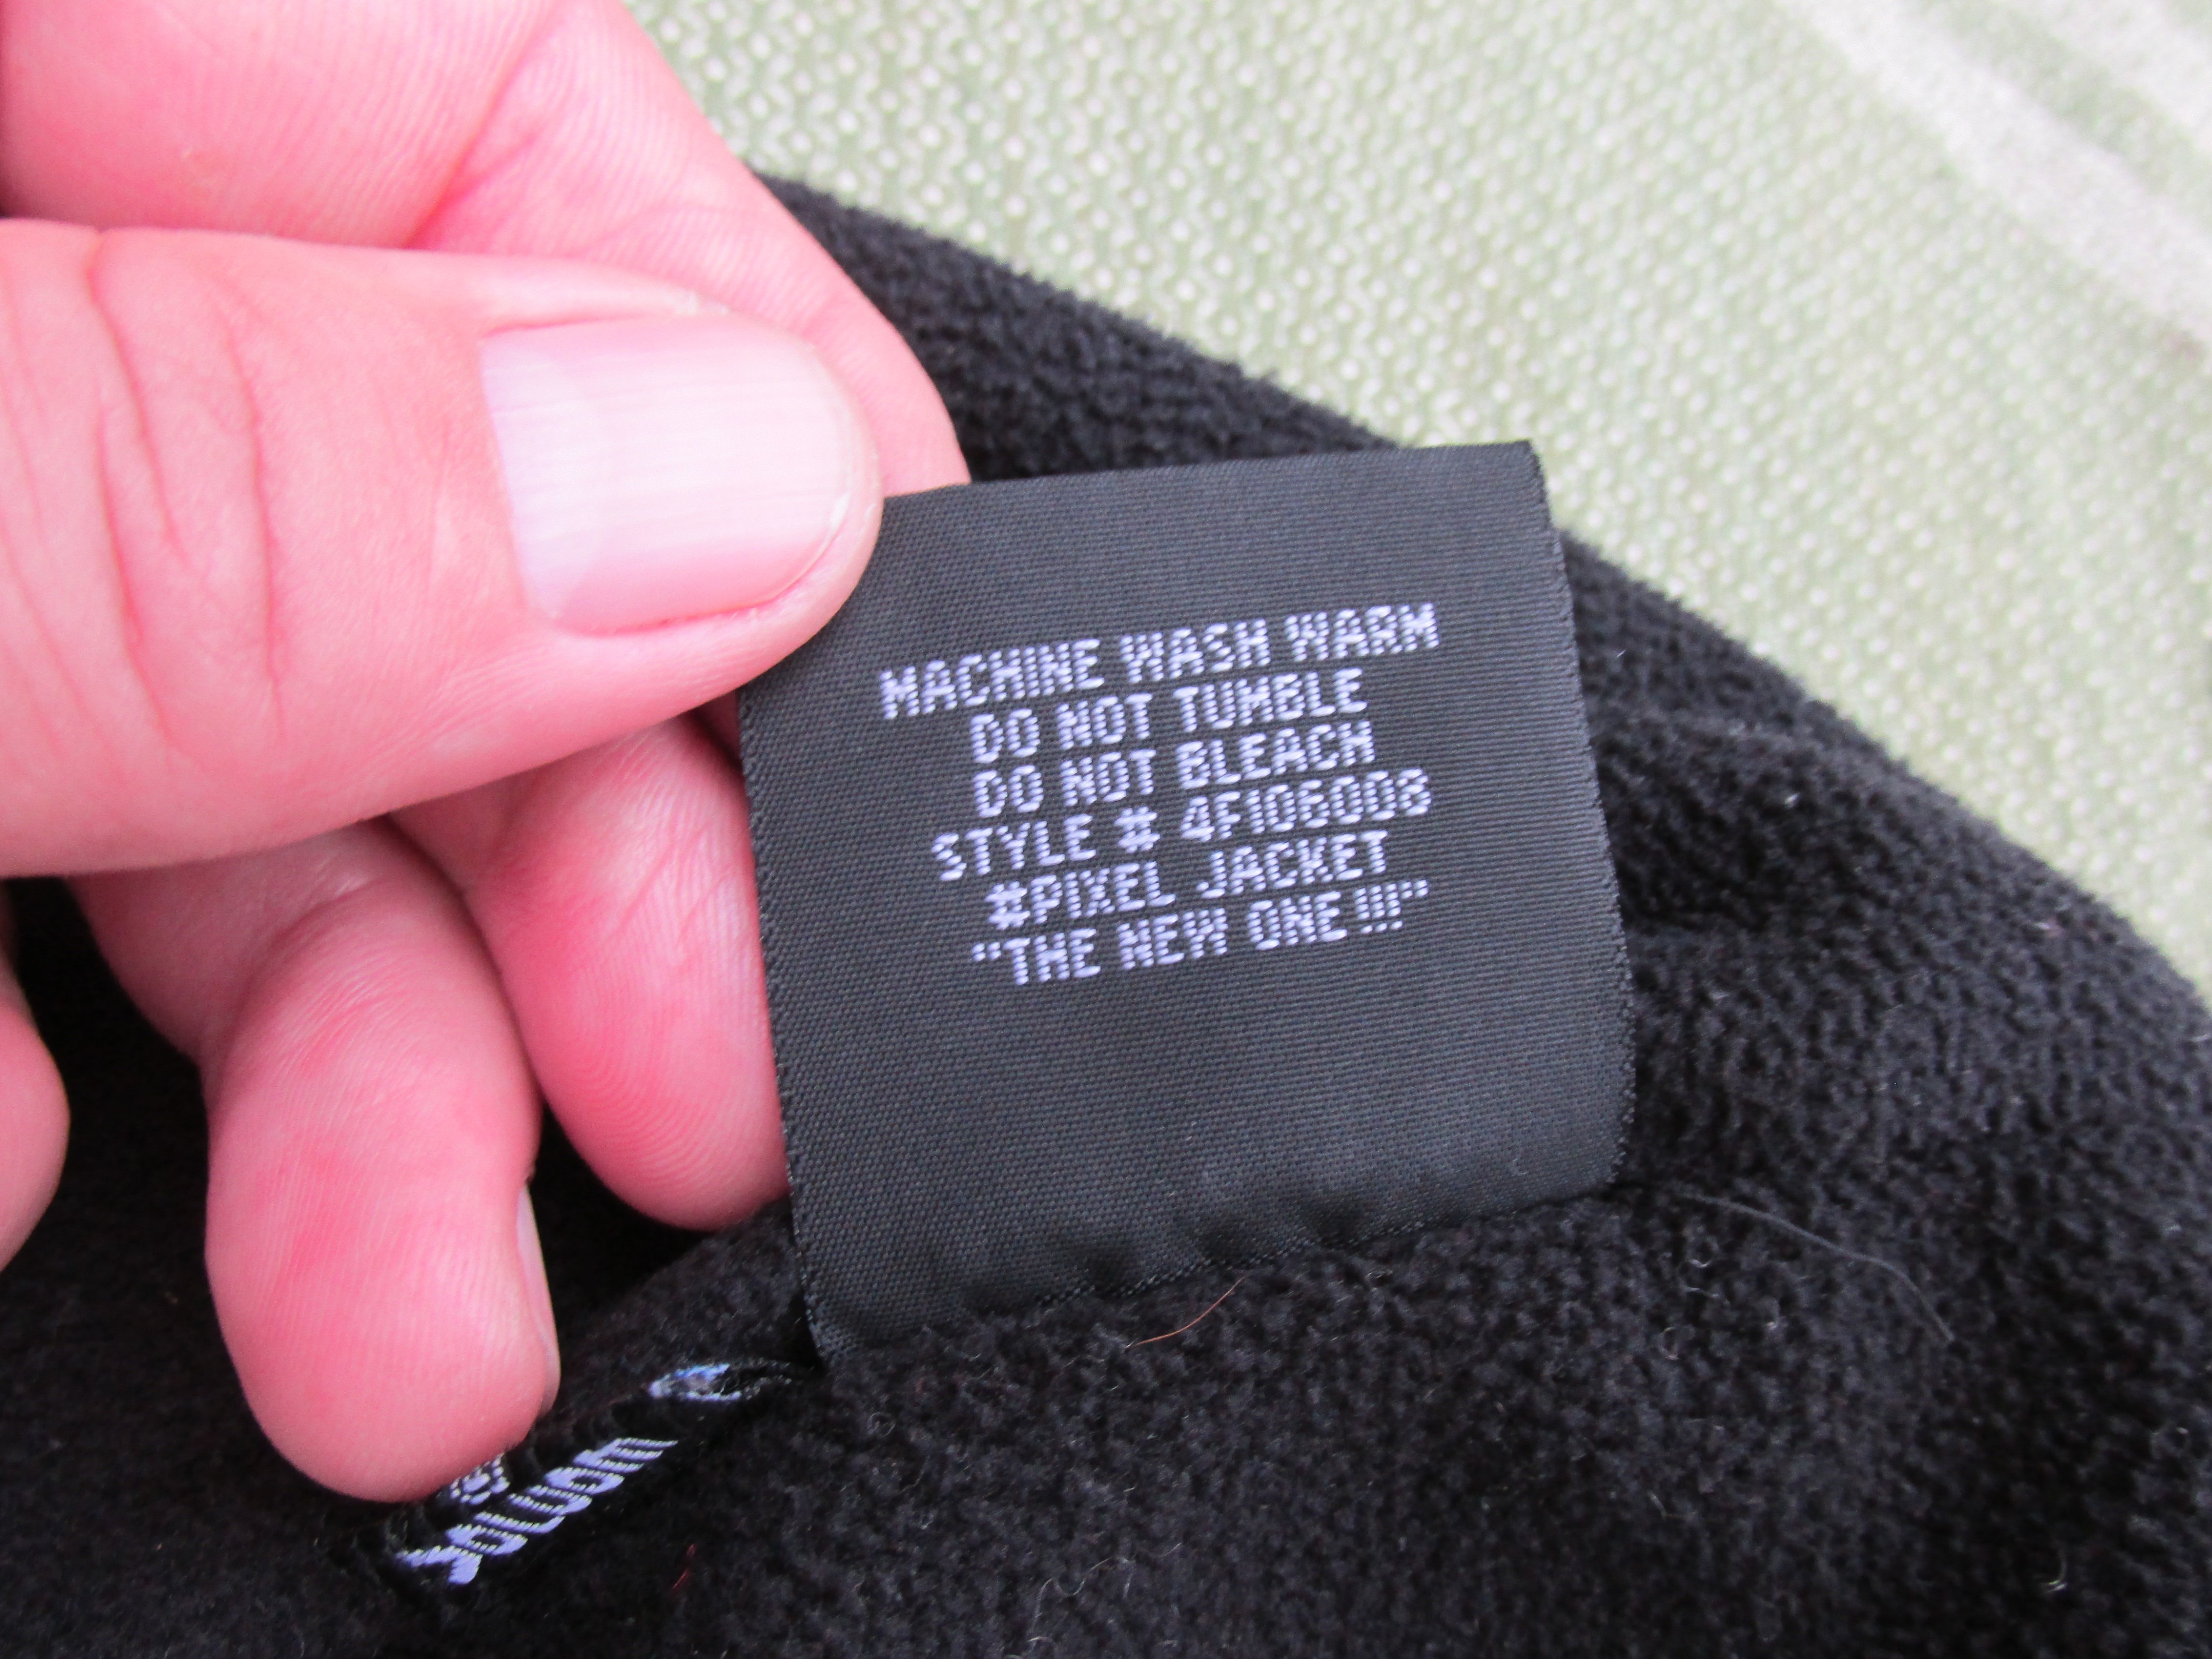 MACHINE WASH WARM
DO NOT TUMBLE
DO NOT BLEACH
STYLE # 4F106008
#PIXEL JACKET
"THE NEW ONE !!!"